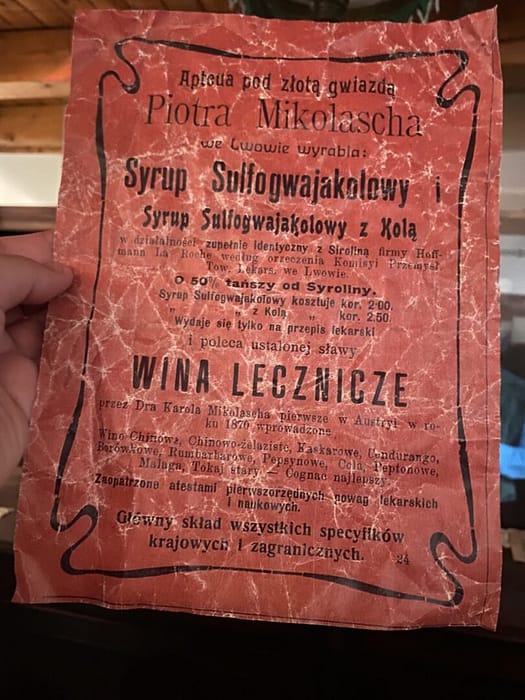 Apteua pod złotą gwiazdą
Piotra Mikolascha
we Lwowie wyrabia:
Syrup Sulfogwajakolowy i
Syrup Sulfogwajakolowy z Kolą
w działalności zupełnie identyczny z Siroliną firmy Hoff-
mann La Roche według orzeczenia Komisyi Przemysł.
Tow. Lekars. we Lwowie.
O 50% tańszy od Syroliny.
Syrup Sulfogwajakolowy kosztuje kor. 2·00.
„ „ z Kolą „ kor. 2.50.
Wydaje się tylko na przepis lekarski
i poleca ustalonej sławy
WINA LECZNICZE
przez Dra Karola Mikolascha pierwsze w Austryi w ro-
ku 1876 wprowadzone
Wino Chinowe, Chinowo-żelaziste, Kaskarowe, Condurango,
Borówkowe, Rumbarbarowe, Pepsynowe, Cola, Peptonowe,
Malaga, Tokaj stary. — Cognac najlepszy.
Zaopatrzone atestami pierwszorzędnych powag lekarskich
i naukowych.
Główny skład wszystkich specyfików
krajowych i zagranicznych. 24